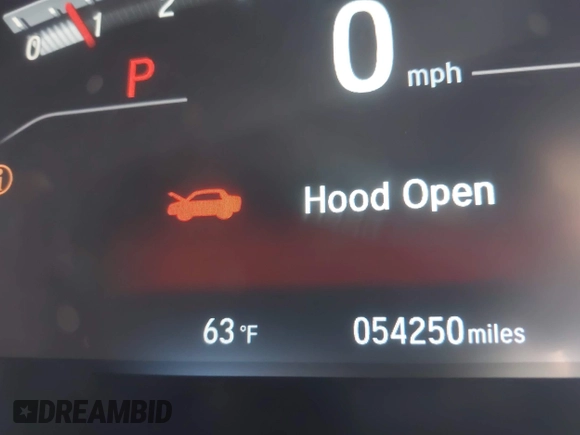 0 1 2
0 mph
P
i
Hood Open
63 °F 054250 miles
DREAMBID